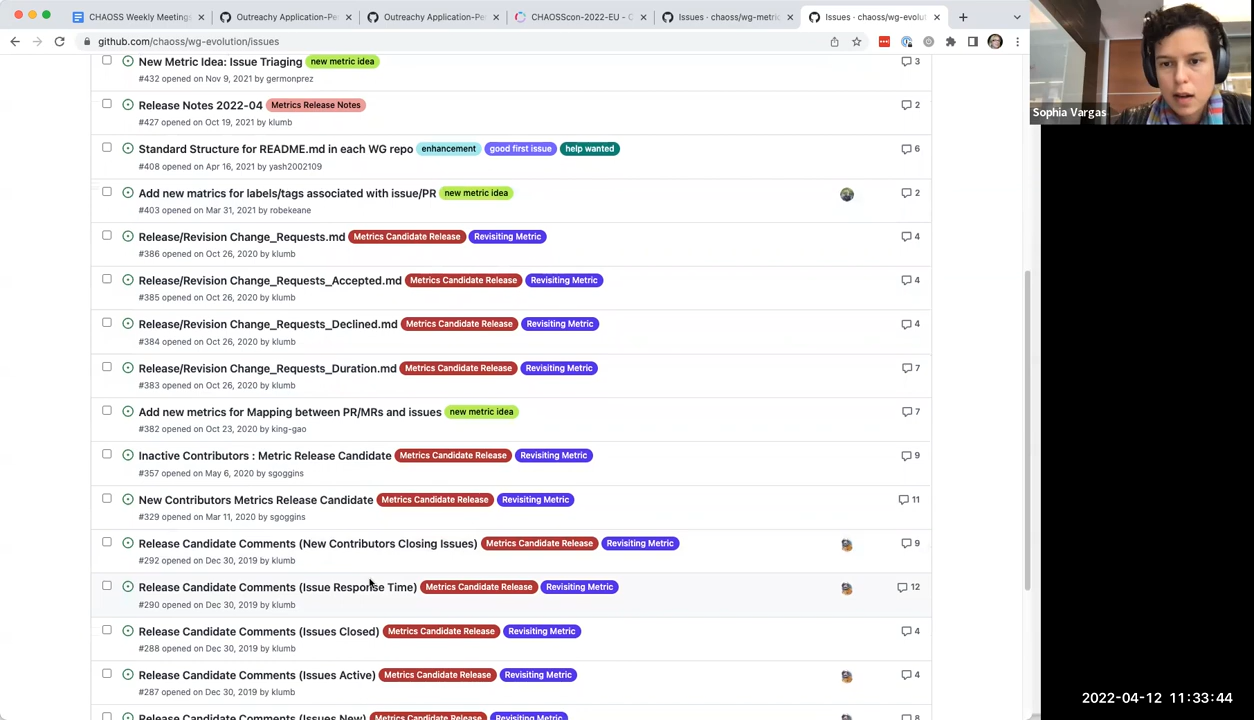 CHAOSS Weekly Meetings
Outreachy Application-Pe
Outreachy Application-Pe
CHAOSScon-2022-EU - C
Issues · chaoss/wg-metric
Issues · chaoss/wg-evolut
github.com/chaoss/wg-evolution/issues
Sophia Vargas
New Metric Idea: Issue Triaging new metric idea 3
#432 opened on Nov 9, 2021 by germonprez
Release Notes 2022-04 Metrics Release Notes 2
#427 opened on Oct 19, 2021 by klumb
Standard Structure for README.md in each WG repo enhancement good first issue help wanted 6
#408 opened on Apr 16, 2021 by yash2002109
Add new matrics for labels/tags associated with issue/PR new metric idea 2
#403 opened on Mar 31, 2021 by robekeane
Release/Revision Change_Requests.md Metrics Candidate Release Revisiting Metric 4
#386 opened on Oct 26, 2020 by klumb
Release/Revision Change_Requests_Accepted.md Metrics Candidate Release Revisiting Metric 4
#385 opened on Oct 26, 2020 by klumb
Release/Revision Change_Requests_Declined.md Metrics Candidate Release Revisiting Metric 4
#384 opened on Oct 26, 2020 by klumb
Release/Revision Change_Requests_Duration.md Metrics Candidate Release Revisiting Metric 7
#383 opened on Oct 26, 2020 by klumb
Add new metrics for Mapping between PR/MRs and issues new metric idea 7
#382 opened on Oct 23, 2020 by king-gao
Inactive Contributors : Metric Release Candidate Metrics Candidate Release Revisiting Metric 9
#357 opened on May 6, 2020 by sgoggins
New Contributors Metrics Release Candidate Metrics Candidate Release Revisiting Metric 11
#329 opened on Mar 11, 2020 by sgoggins
Release Candidate Comments (New Contributors Closing Issues) Metrics Candidate Release Revisiting Metric 9
#292 opened on Dec 30, 2019 by klumb
Release Candidate Comments (Issue Response Time) Metrics Candidate Release Revisiting Metric 12
#290 opened on Dec 30, 2019 by klumb
Release Candidate Comments (Issues Closed) Metrics Candidate Release Revisiting Metric 4
#288 opened on Dec 30, 2019 by klumb
Release Candidate Comments (Issues Active) Metrics Candidate Release Revisiting Metric 4
#287 opened on Dec 30, 2019 by klumb
Release Candidate Comments (Issues New) Metrics Candidate Release Revisiting Metric 8
2022-04-12 11:33:44